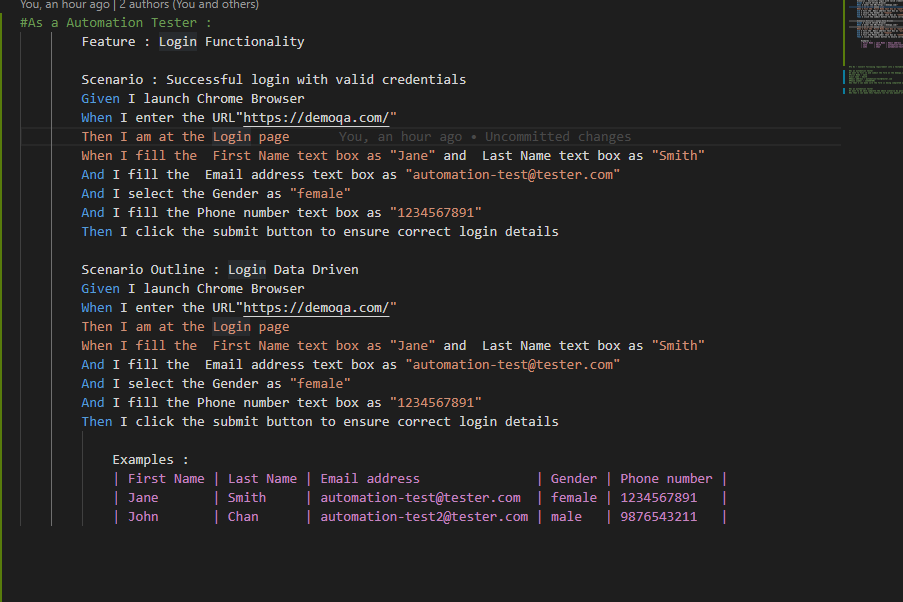 You, an hour ago | 2 authors (You and others)
#As a Automation Tester :
Feature : Login Functionality
Scenario : Successful login with valid credentials
Given I launch Chrome Browser
When I enter the URL"https://demoqa.com/"
Then I am at the Login page You, an hour ago • Uncommitted changes
When I fill the  First Name text box as "Jane" and  Last Name text box as "Smith"
And I fill the  Email address text box as "automation-test@tester.com"
And I select the Gender as "female"
And I fill the Phone number text box as "1234567891"
Then I click the submit button to ensure correct login details
Scenario Outline : Login Data Driven
Given I launch Chrome Browser
When I enter the URL"https://demoqa.com/"
Then I am at the Login page
When I fill the  First Name text box as "Jane" and  Last Name text box as "Smith"
And I fill the  Email address text box as "automation-test@tester.com"
And I select the Gender as "female"
And I fill the Phone number text box as "1234567891"
Then I click the submit button to ensure correct login details
Examples :
| First Name | Last Name | Email address | Gender | Phone number |
| Jane | Smith | automation-test@tester.com | female | 1234567891 |
| John | Chan | automation-test2@tester.com | male | 9876543211 |